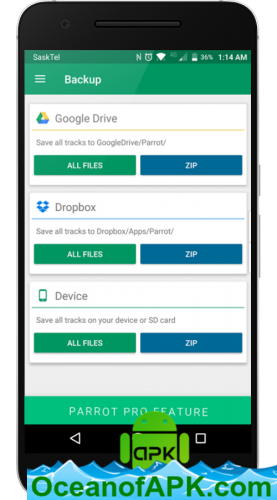 SaskTel
N
4G
36%
1:14 AM
Backup
Google Drive
Save all tracks to GoogleDrive/Parrot/
ALL FILES
ZIP
Dropbox
Save all tracks to Dropbox/Apps/Parrot/
ALL FILES
ZIP
Device
Save all tracks on your device or SD card
ALL FILES
ZIP
PARROT PRO FEATURE
APK
OceanofAPK.com